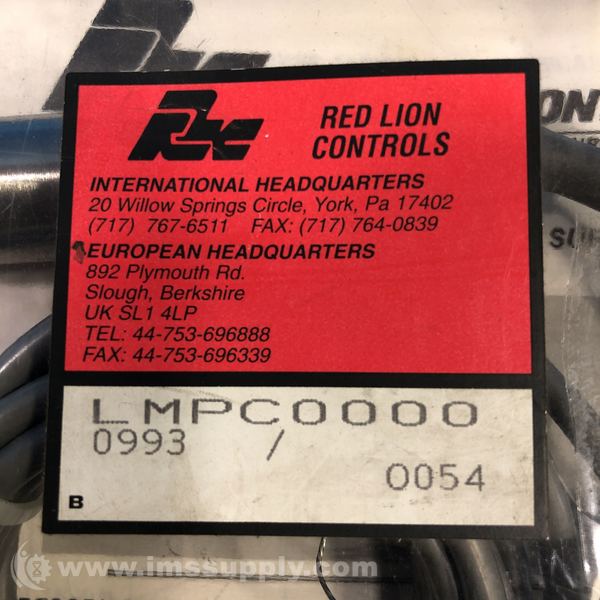 RLC
RED LION
CONTROLS
INTERNATIONAL HEADQUARTERS
20 Willow Springs Circle, York, Pa 17402
(717) 767-6511 FAX: (717) 764-0839
EUROPEAN HEADQUARTERS
892 Plymouth Rd.
Slough, Berkshire
UK SL1 4LP
TEL: 44-753-696888
FAX: 44-753-696339
LMPC0000
0993 /
0054
B
www.imssupply.com